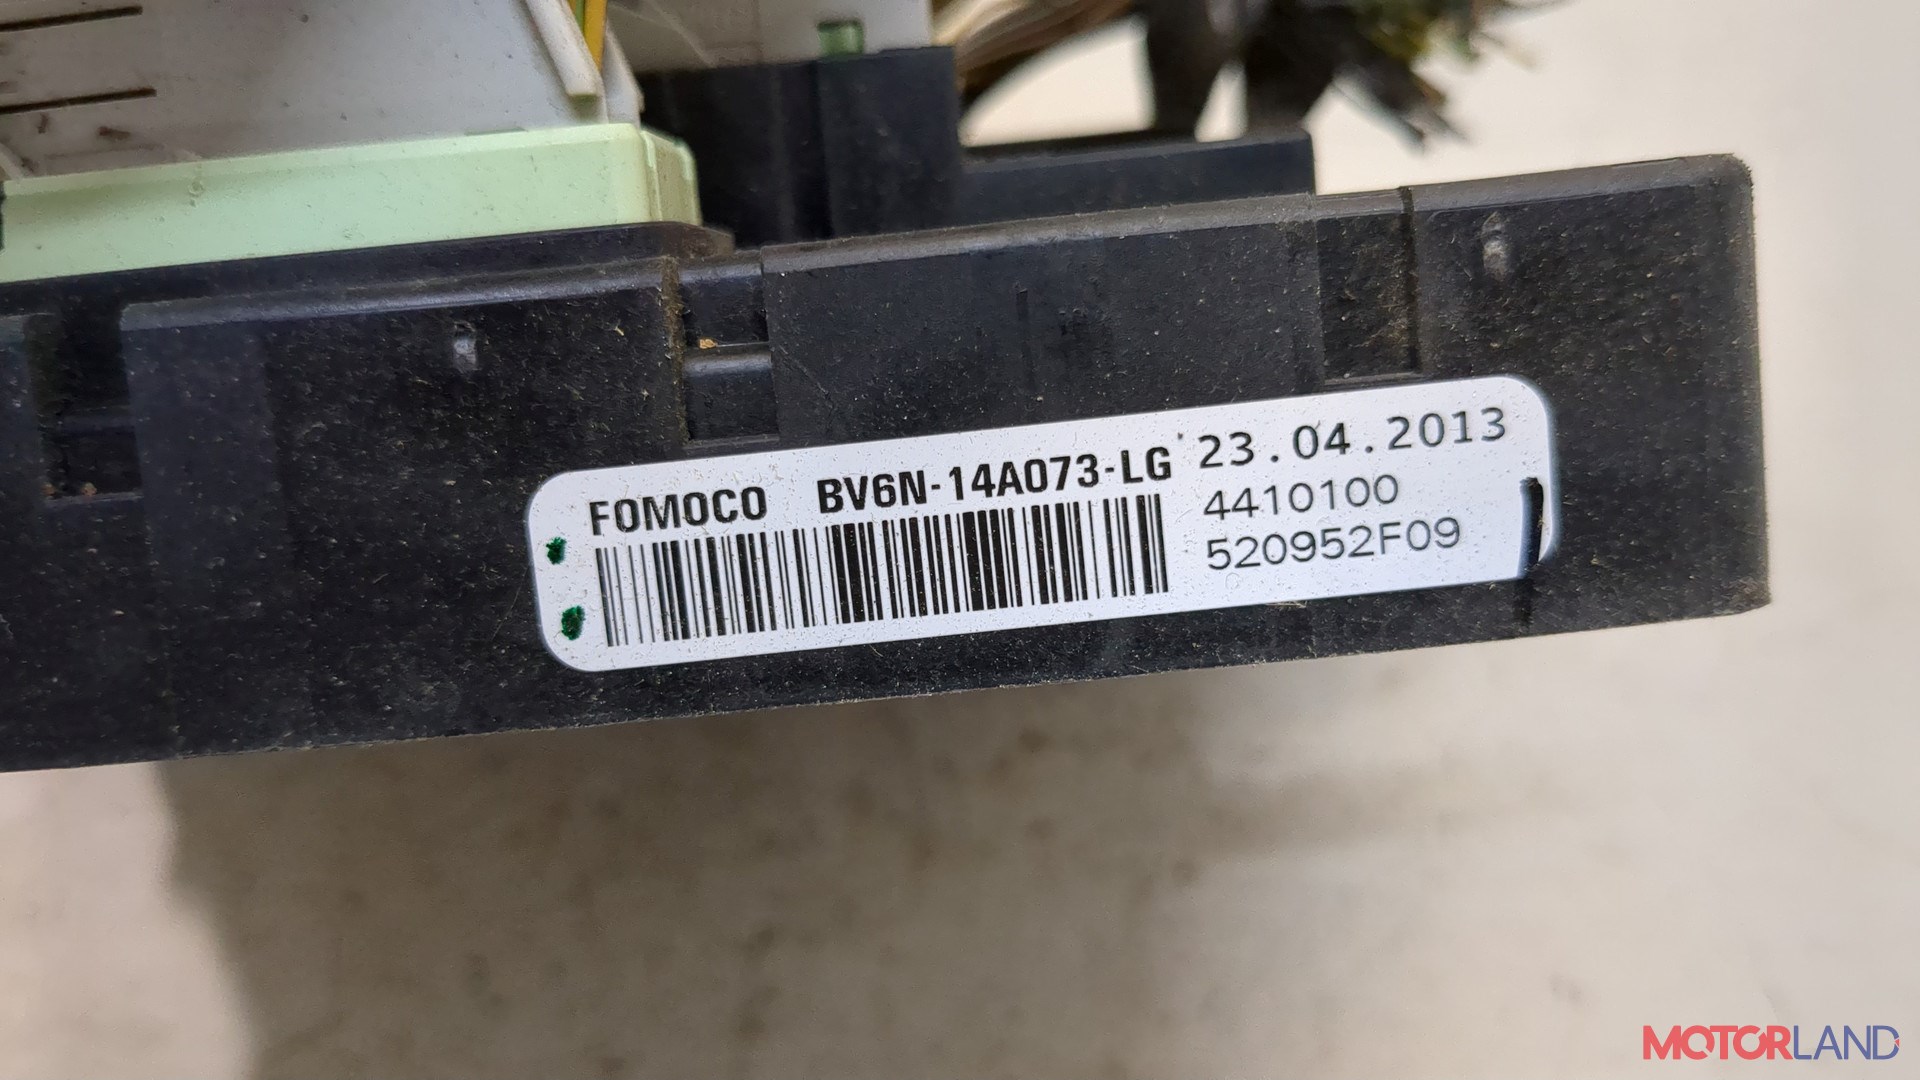 FOMOCO BV6N-14A073-LG 23.04.2013
4410100
520952F09
MOTORLAND